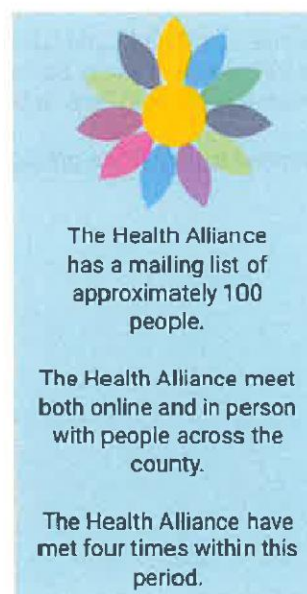 The Health Alliance
has a mailing list of
approximately 100
people.
The Health Alliance meet
both online and in person
with people across the
county.
The Health Alliance have
met four times within this
period.